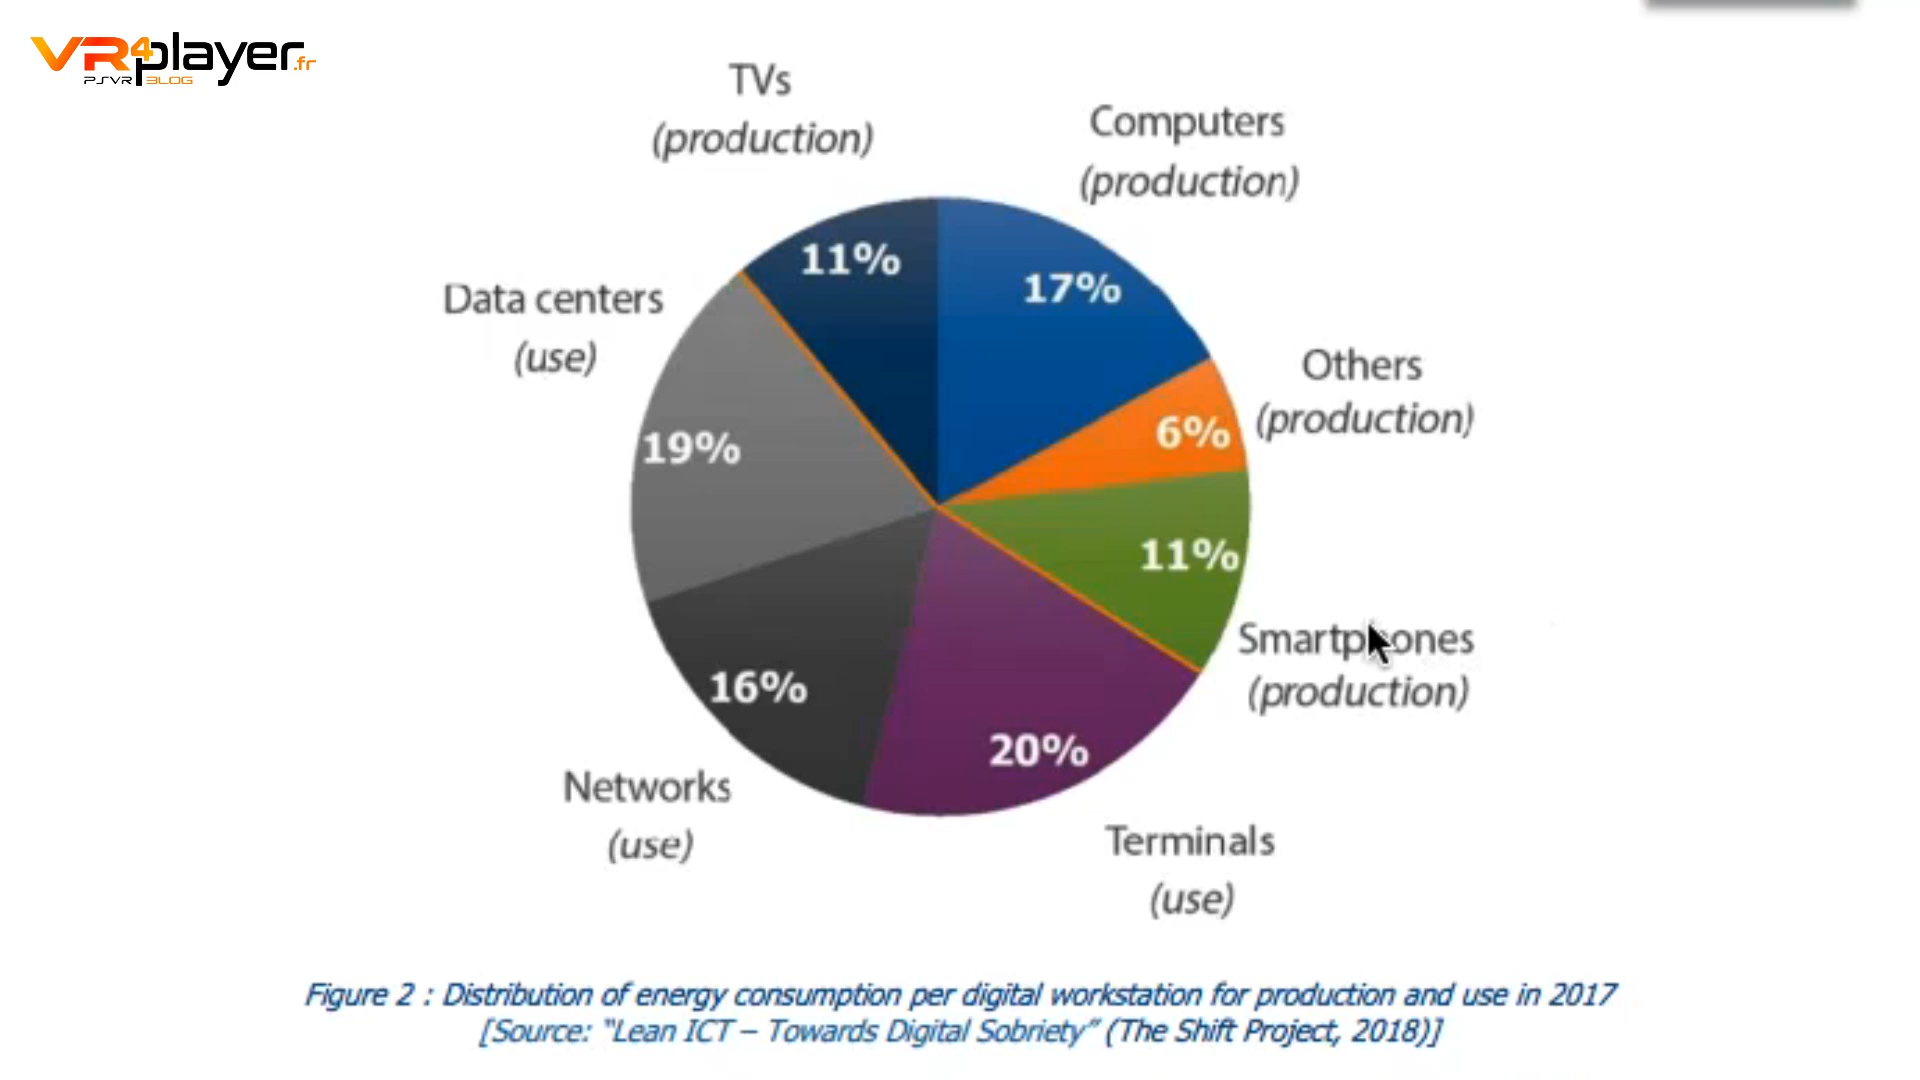 VR4player.fr
PSVR BLOG
TVs
(production)
Computers
(production)
11%
17%
Data centers
(use)
Others
(production)
19%
6%
11%
Smartphones
(production)
16%
20%
Networks
(use)
Terminals
(use)
Figure 2 : Distribution of energy consumption per digital workstation for production and use in 2017
[Source: “Lean ICT – Towards Digital Sobriety” (The Shift Project, 2018)]